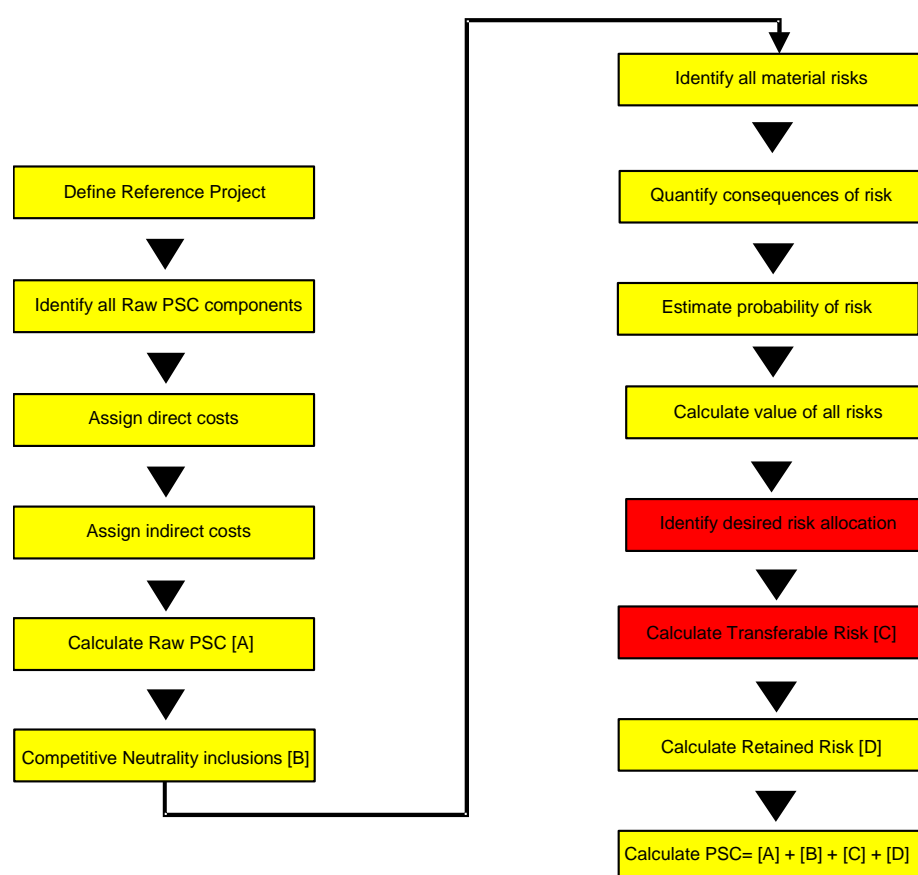 Define Reference Project
Identify all Raw PSC components
Assign direct costs
Assign indirect costs
Calculate Raw PSC [A]
Competitive Neutrality inclusions [B]
Identify all material risks
Quantify consequences of risk
Estimate probability of risk
Calculate value of all risks
Identify desired risk allocation
Calculate Transferable Risk [C]
Calculate Retained Risk [D]
Calculate PSC= [A] + [B] + [C] + [D]